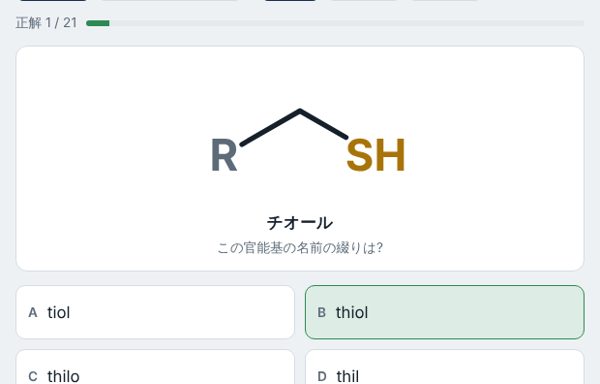 正解 1 / 21
R SH
チオール
この官能基の名前の綴りは?
A tiol
B thiol
C thilo
D thil